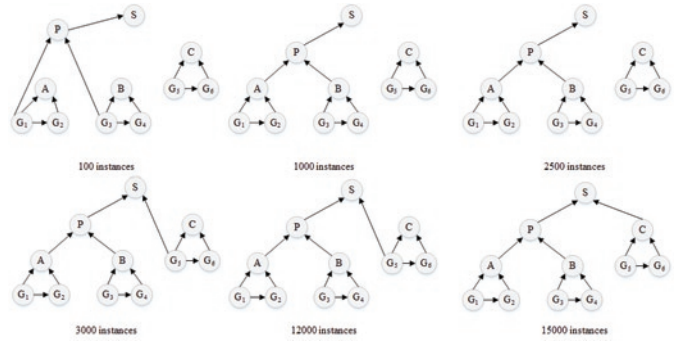 S
P
C
A
B
G₅ G₆
G₁ G₂ G₃ G₄
100 instances
S
P
C
A
B
G₅ G₆
G₁ G₂ G₃ G₄
1000 instances
S
P
C
A
B
G₅ G₆
G₁ G₂ G₃ G₄
2500 instances
S
P
C
A
B
G₅ G₆
G₁ G₂ G₃ G₄
3000 instances
S
P
C
A
B
G₅ G₆
G₁ G₂ G₃ G₄
12000 instances
S
P
C
A
B
G₅ G₆
G₁ G₂ G₃ G₄
15000 instances